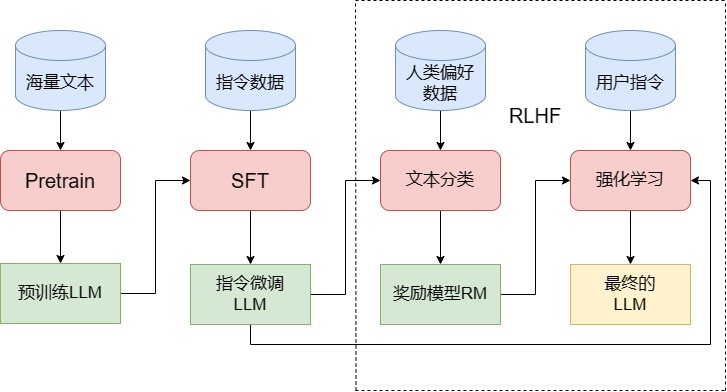 海量文本
指令数据
人类偏好
数据
用户指令
RLHF
Pretrain
SFT
文本分类
强化学习
预训练LLM
指令微调
LLM
奖励模型RM
最终的
LLM